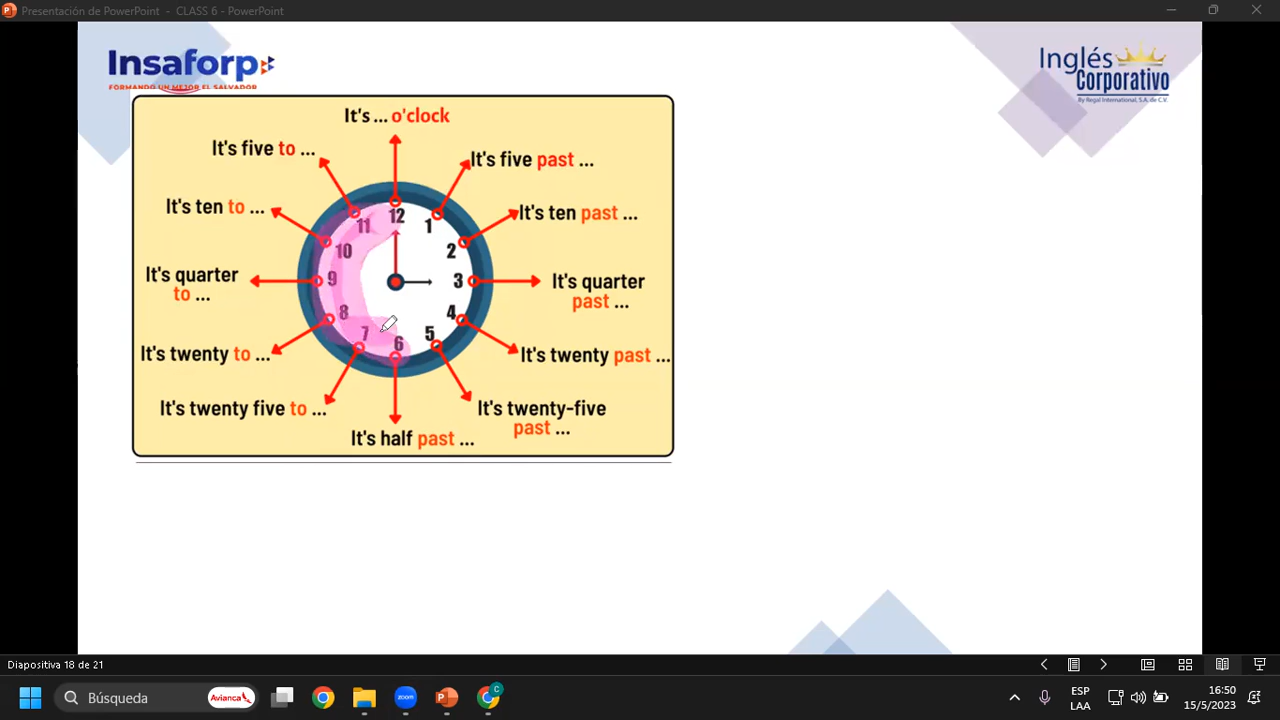 Presentación de PowerPoint - CLASS 6 - PowerPoint
Insaforp
FORMANDO UN MEJOR EL SALVADOR
Inglés
Corporativo
By Regal International, S.A. de C.V.
It's ... o'clock
It's five to ...
It's five past ...
It's ten to ...
It's ten past ...
It's quarter
to ...
It's quarter
past ...
It's twenty to ...
It's twenty past ...
It's twenty five to ...
It's twenty-five
past ...
It's half past ...
12
1
2
3
4
5
6
7
8
9
10
11
Diapositiva 18 de 21
Búsqueda
Avianca
zoom
C
ESP
LAA
16:50
15/5/2023